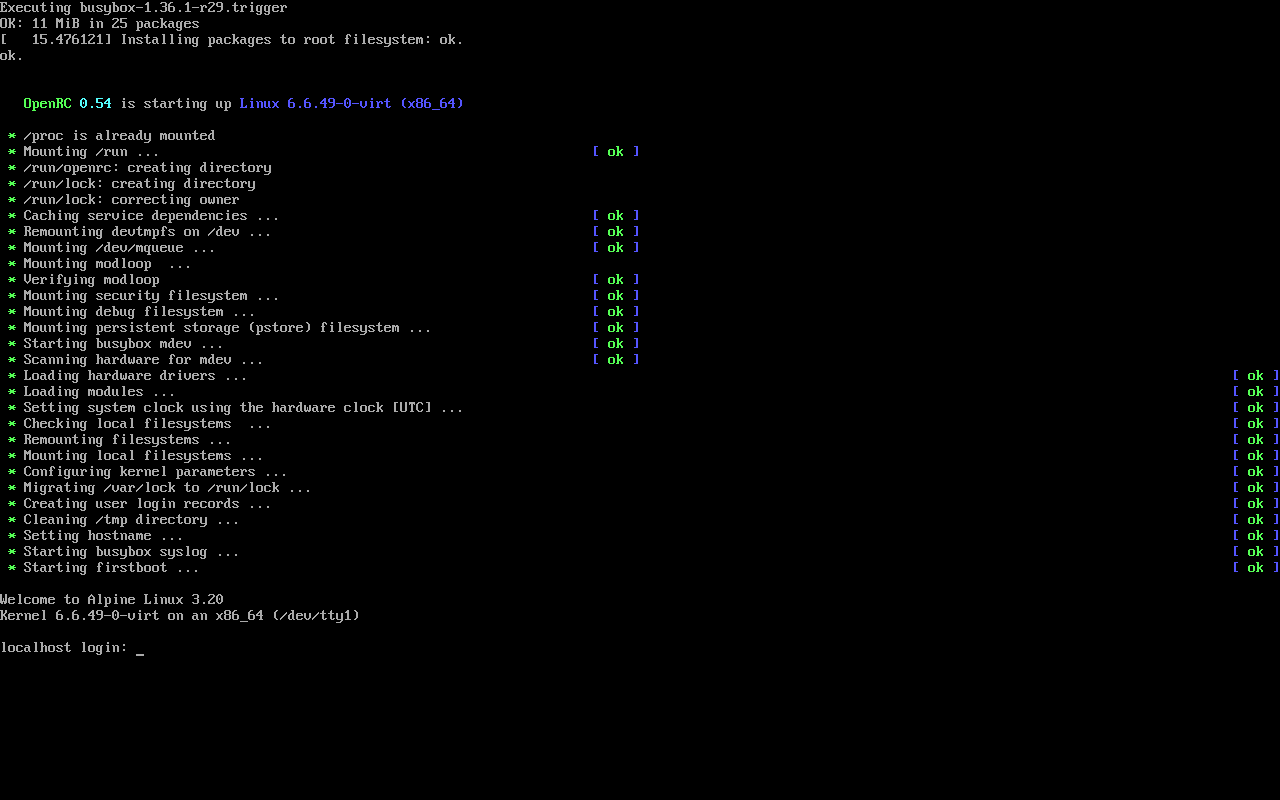 Executing busybox-1.36.1-r29.trigger
OK: 11 MiB in 25 packages
[   15.476121] Installing packages to root filesystem: ok.
ok.
OpenRC 0.54 is starting up Linux 6.6.49-0-virt (x86_64)
* /proc is already mounted
* Mounting /run ... [ ok ]
* /run/openrc: creating directory
* /run/lock: creating directory
* /run/lock: correcting owner
* Caching service dependencies ... [ ok ]
* Remounting devtmpfs on /dev ... [ ok ]
* Mounting /dev/mqueue ... [ ok ]
* Mounting modloop  ...
* Verifying modloop [ ok ]
* Mounting security filesystem ... [ ok ]
* Mounting debug filesystem ... [ ok ]
* Mounting persistent storage (pstore) filesystem ... [ ok ]
* Starting busybox mdev ... [ ok ]
* Scanning hardware for mdev ... [ ok ]
* Loading hardware drivers ... [ ok ]
* Loading modules ... [ ok ]
* Setting system clock using the hardware clock [UTC] ... [ ok ]
* Checking local filesystems  ... [ ok ]
* Remounting filesystems ... [ ok ]
* Mounting local filesystems ... [ ok ]
* Configuring kernel parameters ... [ ok ]
* Migrating /var/lock to /run/lock ... [ ok ]
* Creating user login records ... [ ok ]
* Cleaning /tmp directory ... [ ok ]
* Setting hostname ... [ ok ]
* Starting busybox syslog ... [ ok ]
* Starting firstboot ... [ ok ]
Welcome to Alpine Linux 3.20
Kernel 6.6.49-0-virt on an x86_64 (/dev/tty1)
localhost login: _